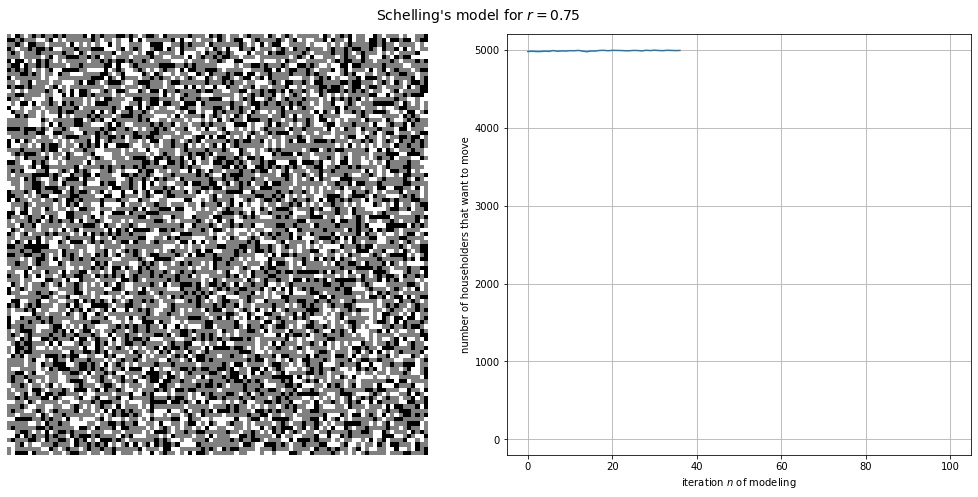 Schelling's model for r = 0.75
number of householders that want to move
5000
4000
3000
2000
1000
0
0 20 40 60 80 100
iteration n of modeling